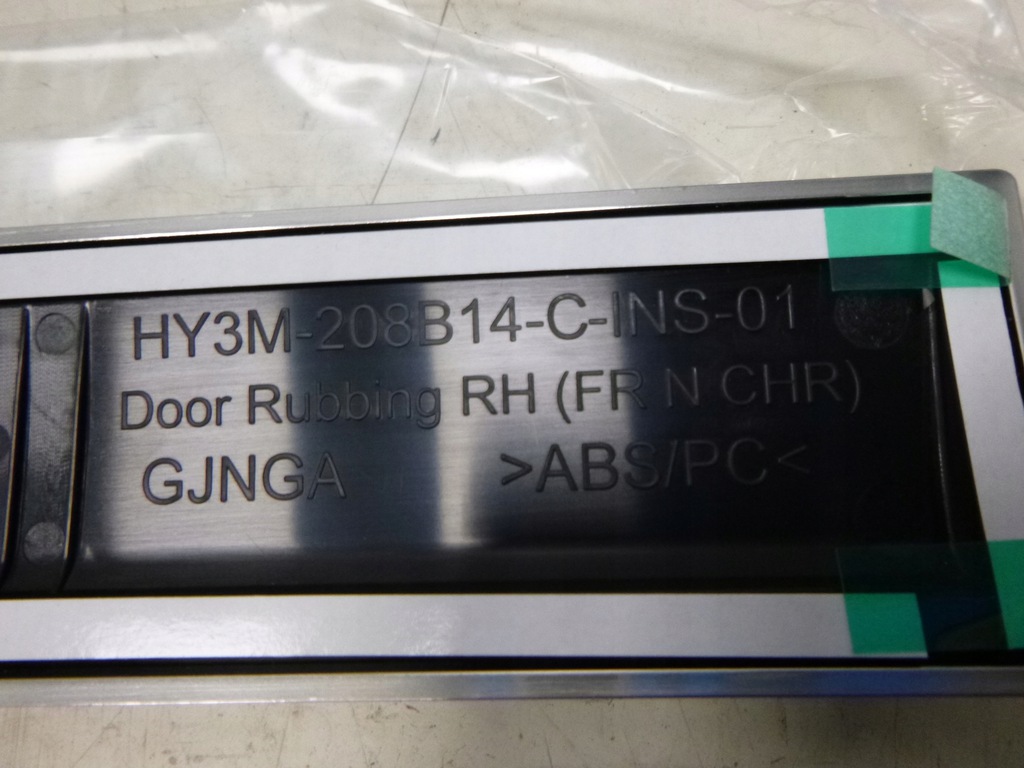 HY3M-208B14-C-INS-01
Door Rubbing RH (FR N CHR)
GJNGA >ABS/PC<